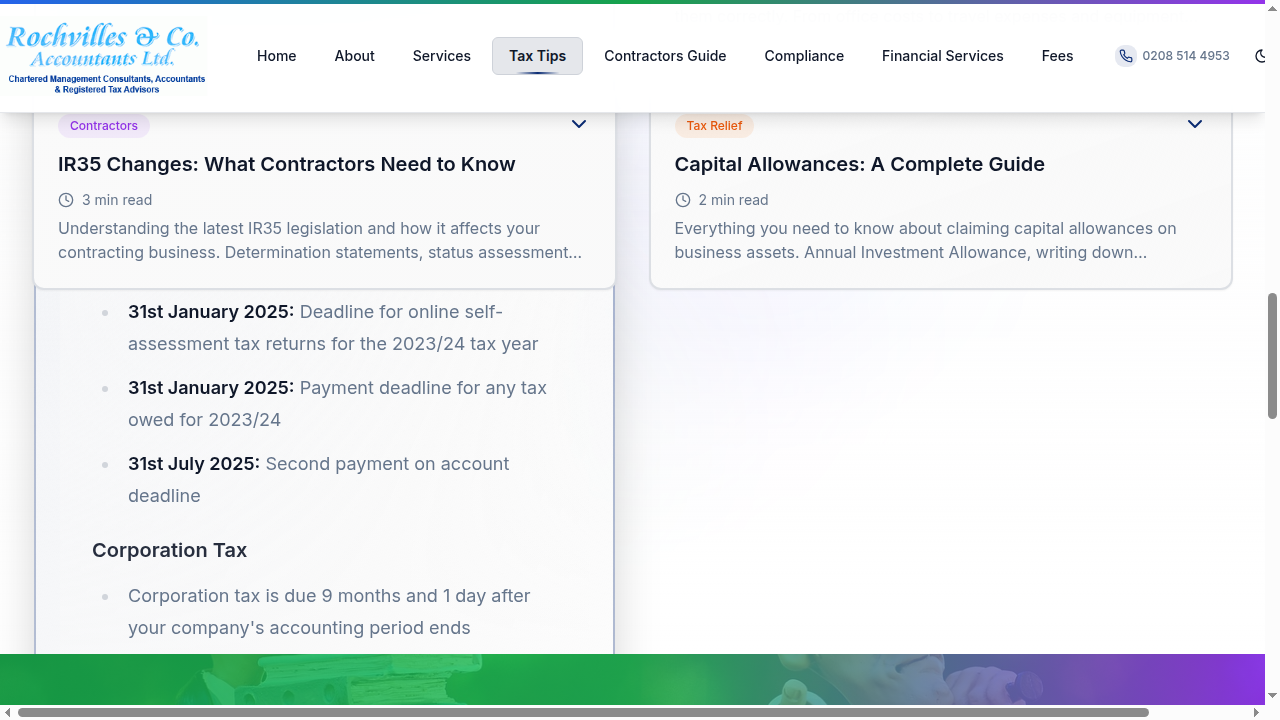 Rochvilles & Co.
Accountants Ltd.
Chartered Management Consultants, Accountants
& Registered Tax Advisors
Home
About
Services
Tax Tips
Contractors Guide
Compliance
Financial Services
Fees
0208 514 4953
Contractors
IR35 Changes: What Contractors Need to Know
3 min read
Understanding the latest IR35 legislation and how it affects your
contracting business. Determination statements, status assessment...
Tax Relief
Capital Allowances: A Complete Guide
2 min read
Everything you need to know about claiming capital allowances on
business assets. Annual Investment Allowance, writing down...
31st January 2025: Deadline for online self-
assessment tax returns for the 2023/24 tax year
31st January 2025: Payment deadline for any tax
owed for 2023/24
31st July 2025: Second payment on account
deadline
Corporation Tax
Corporation tax is due 9 months and 1 day after
your company's accounting period ends